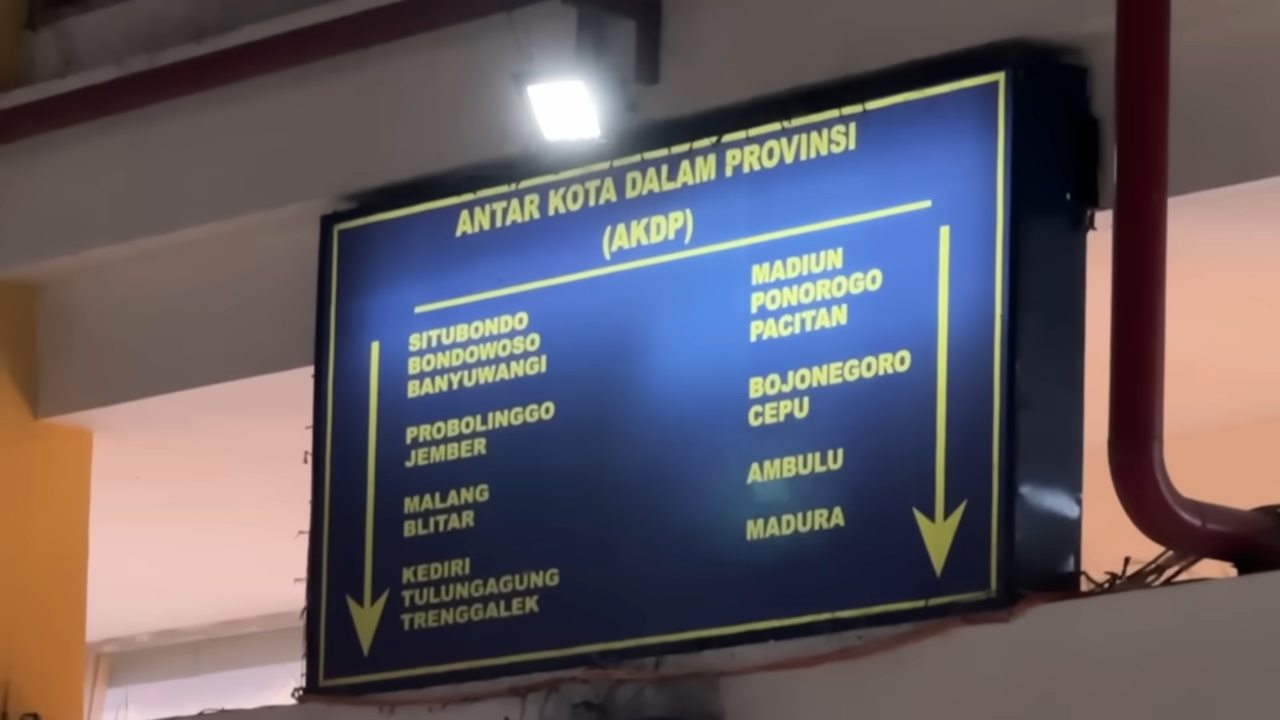 ANTAR KOTA DALAM PROVINSI
(AKDP)
SITUBONDO
BONDOWOSO
BANYUWANGI
PROBOLINGGO
JEMBER
MALANG
BLITAR
KEDIRI
TULUNGAGUNG
TRENGGALEK
MADIUN
PONOROGO
PACITAN
BOJONEGORO
CEPU
AMBULU
MADURA